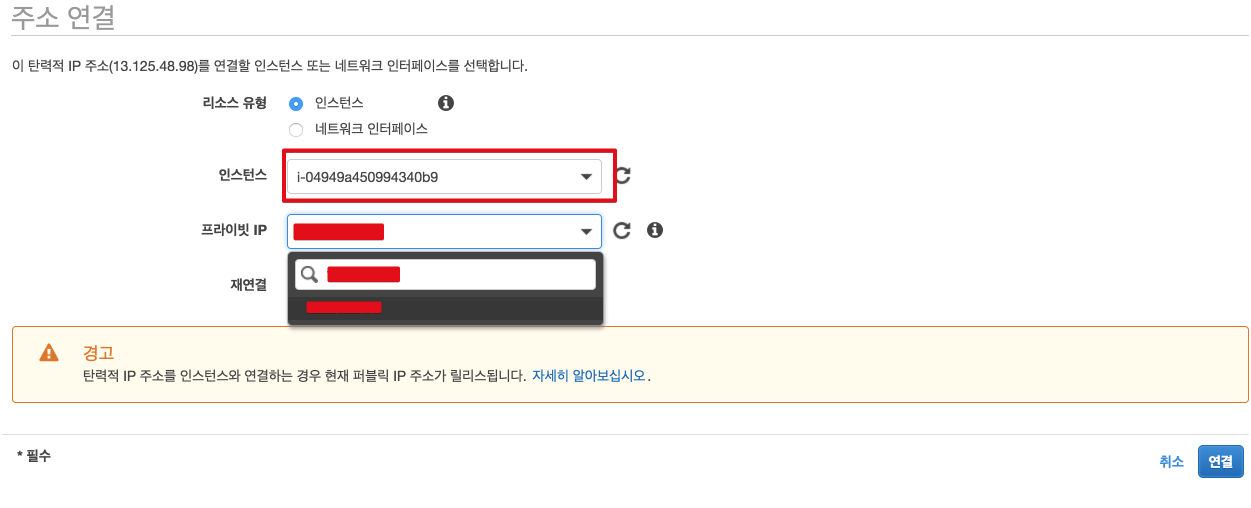 주소 연결
이 탄력적 IP 주소(13.125.48.98)를 연결할 인스턴스 또는 네트워크 인터페이스를 선택합니다.
리소스 유형 인스턴스
네트워크 인터페이스
인스턴스 i-04949a450994340b9
프라이빗 IP
재연결
경고
탄력적 IP 주소를 인스턴스와 연결하는 경우 현재 퍼블릭 IP 주소가 릴리스됩니다. 자세히 알아보십시오.
* 필수
취소 연결